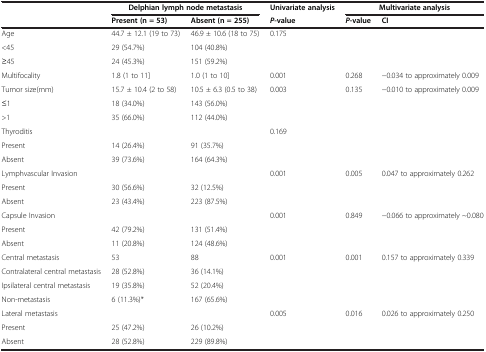 Delphian lymph node metastasis Univariate analysis Multivariate analysis
Present (n = 53) Absent (n = 255) P-value P-value CI
Age 44.7 ± 12.1 (19 to 73) 46.9 ± 10.6 (18 to 75) 0.175
<45 29 (54.7%) 104 (40.8%)
≥45 24 (45.3%) 151 (59.2%)
Multifocality 1.8 (1 to 11] 1.0 (1 to 10] 0.001 0.268 −0.034 to approximately 0.009
Tumor size(mm) 15.7 ± 10.4 (2 to 58) 10.5 ± 6.3 (0.5 to 38) 0.003 0.135 −0.010 to approximately 0.009
≤1 18 (34.0%) 143 (56.0%)
>1 35 (66.0%) 112 (44.0%)
Thyroditis 0.169
Present 14 (26.4%) 91 (35.7%)
Absent 39 (73.6%) 164 (64.3%)
Lymphvascular Invasion 0.001 0.005 0.047 to approximately 0.262
Present 30 (56.6%) 32 (12.5%)
Absent 23 (43.4%) 223 (87.5%)
Capsule Invasion 0.001 0.849 −0.066 to approximately −0.080
Present 42 (79.2%) 131 (51.4%)
Absent 11 (20.8%) 124 (48.6%)
Central metastasis 53 88 0.001 0.001 0.157 to approximately 0.339
Contralateral central metastasis 28 (52.8%) 36 (14.1%)
Ipsilateral central metastasis 19 (35.8%) 52 (20.4%)
Non-metastasis 6 (11.3%)* 167 (65.6%)
Lateral metastasis 0.005 0.016 0.026 to approximately 0.250
Present 25 (47.2%) 26 (10.2%)
Absent 28 (52.8%) 229 (89.8%)